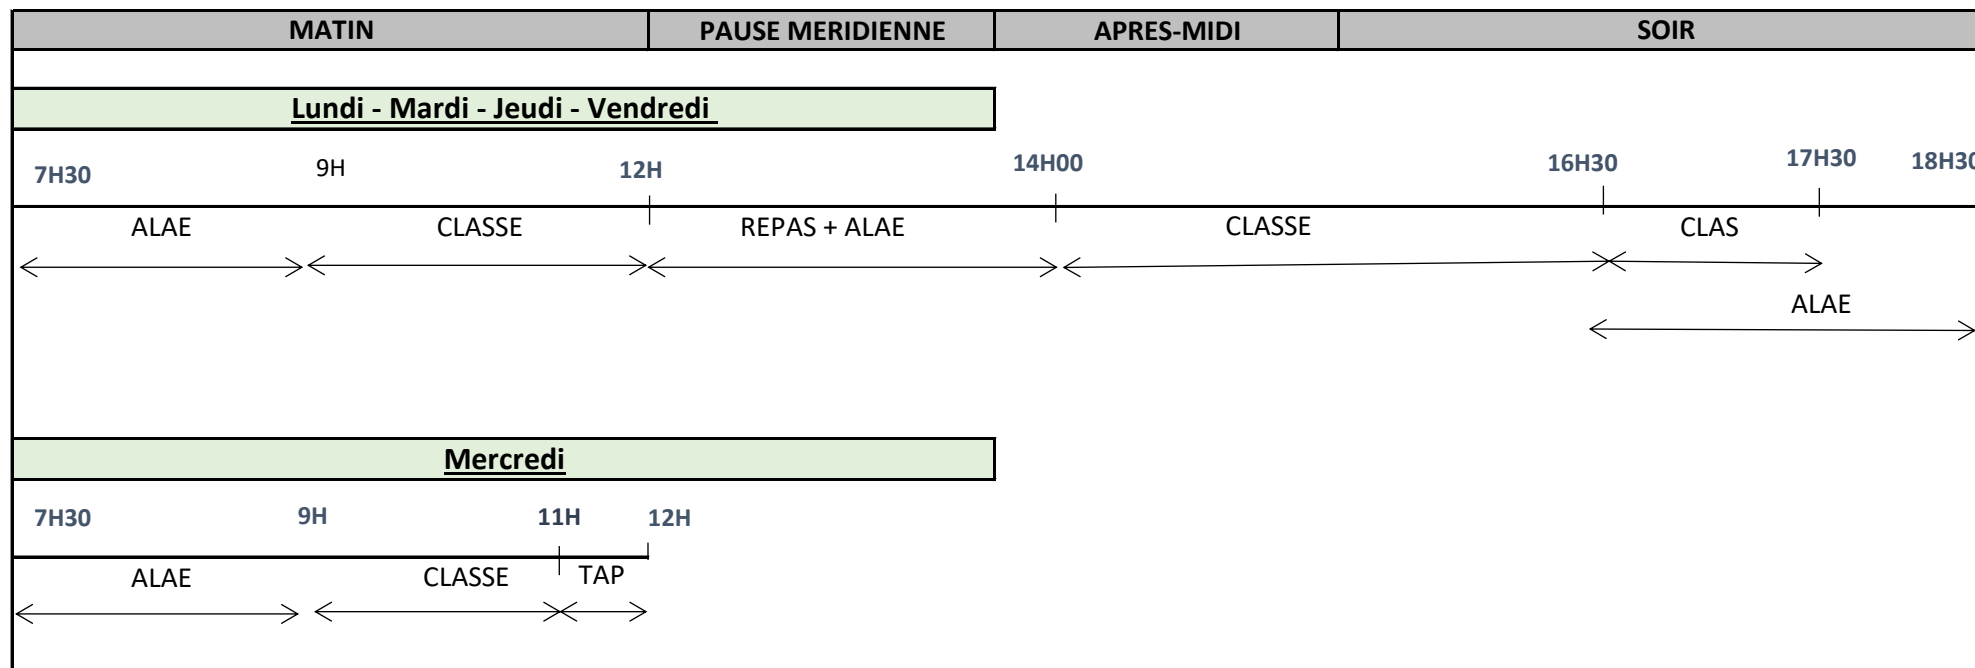 MATIN PAUSE MERIDIENNE APRES-MIDI SOIR
Lundi - Mardi - Jeudi - Vendredi
7H30 9H 12H 14H00 16H30 17H30 18H30
ALAE CLASSE REPAS + ALAE CLASSE CLAS
ALAE
Mercredi
7H30 9H 11H 12H
ALAE CLASSE TAP